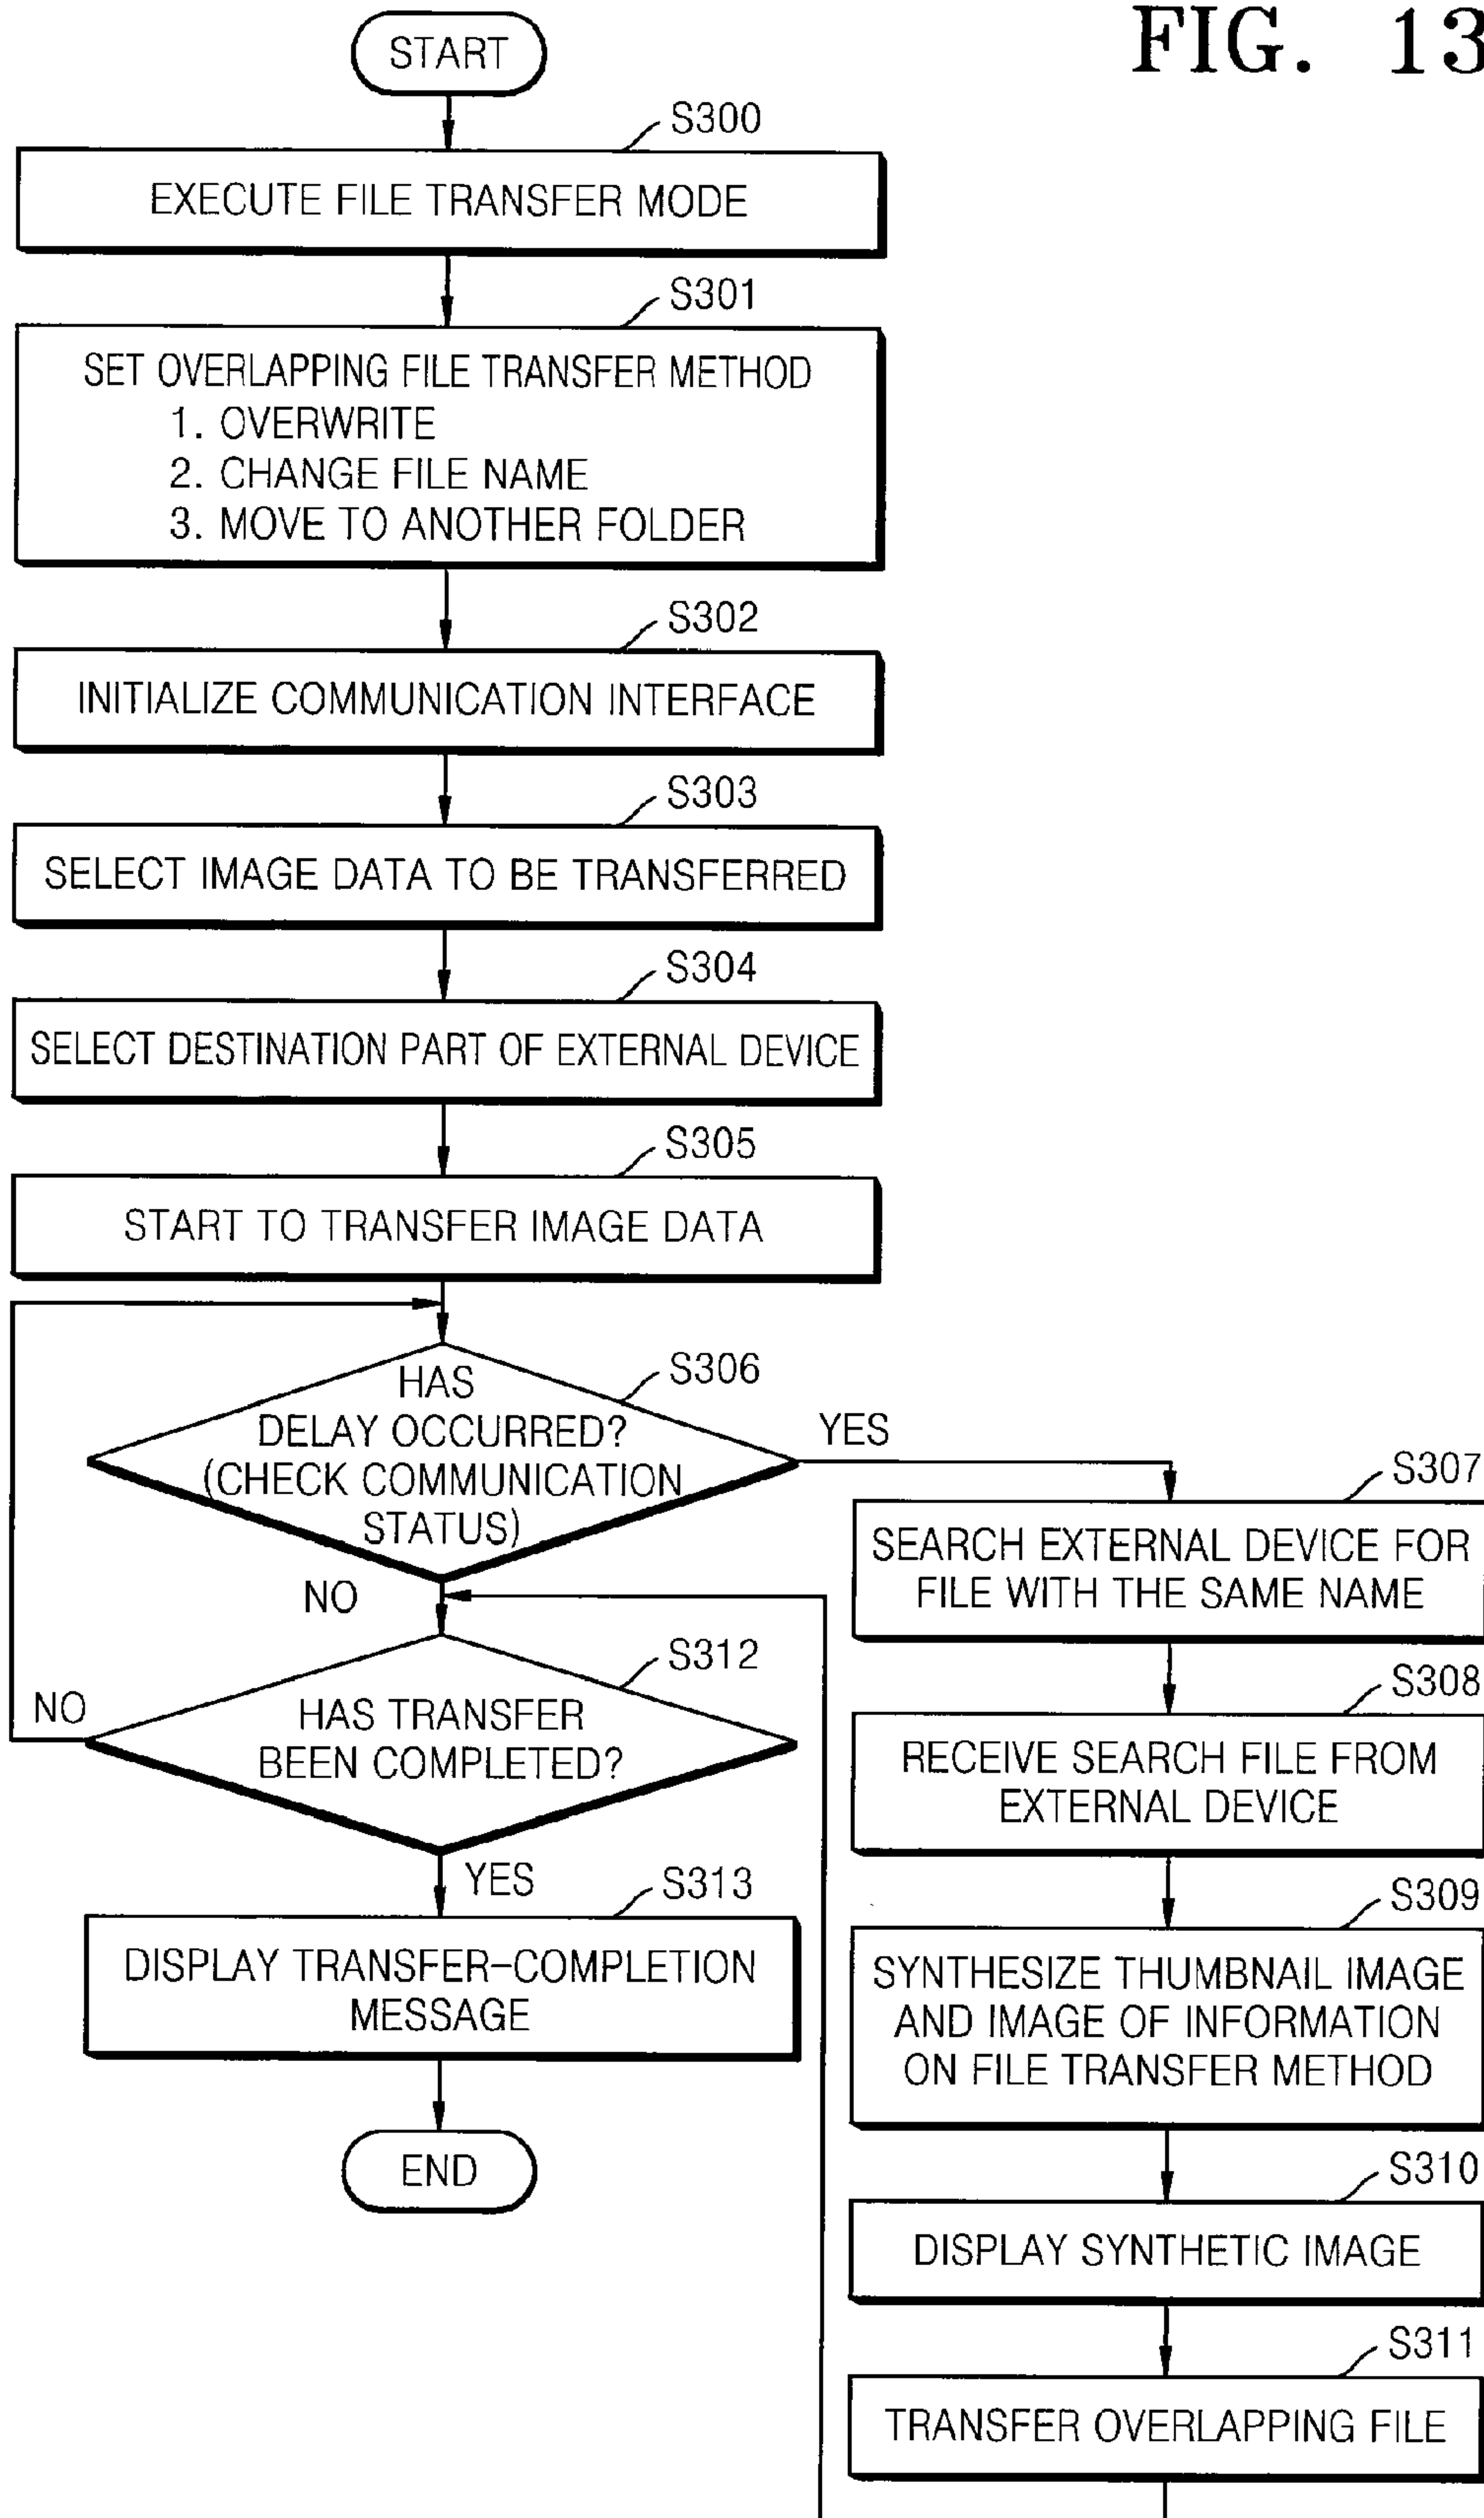 FIG. 13
START
S300
EXECUTE FILE TRANSFER MODE
S301
SET OVERLAPPING FILE TRANSFER METHOD
1. OVERWRITE
2. CHANGE FILE NAME
3. MOVE TO ANOTHER FOLDER
S302
INITIALIZE COMMUNICATION INTERFACE
S303
SELECT IMAGE DATA TO BE TRANSFERRED
S304
SELECT DESTINATION PART OF EXTERNAL DEVICE
S305
START TO TRANSFER IMAGE DATA
S306
HAS
DELAY OCCURRED?
(CHECK COMMUNICATION
STATUS)
YES
NO
S307
SEARCH EXTERNAL DEVICE FOR
FILE WITH THE SAME NAME
S308
RECEIVE SEARCH FILE FROM
EXTERNAL DEVICE
S309
SYNTHESIZE THUMBNAIL IMAGE
AND IMAGE OF INFORMATION
ON FILE TRANSFER METHOD
S310
DISPLAY SYNTHETIC IMAGE
S311
TRANSFER OVERLAPPING FILE
S312
HAS TRANSFER
BEEN COMPLETED?
NO
YES
S313
DISPLAY TRANSFER-COMPLETION
MESSAGE
END